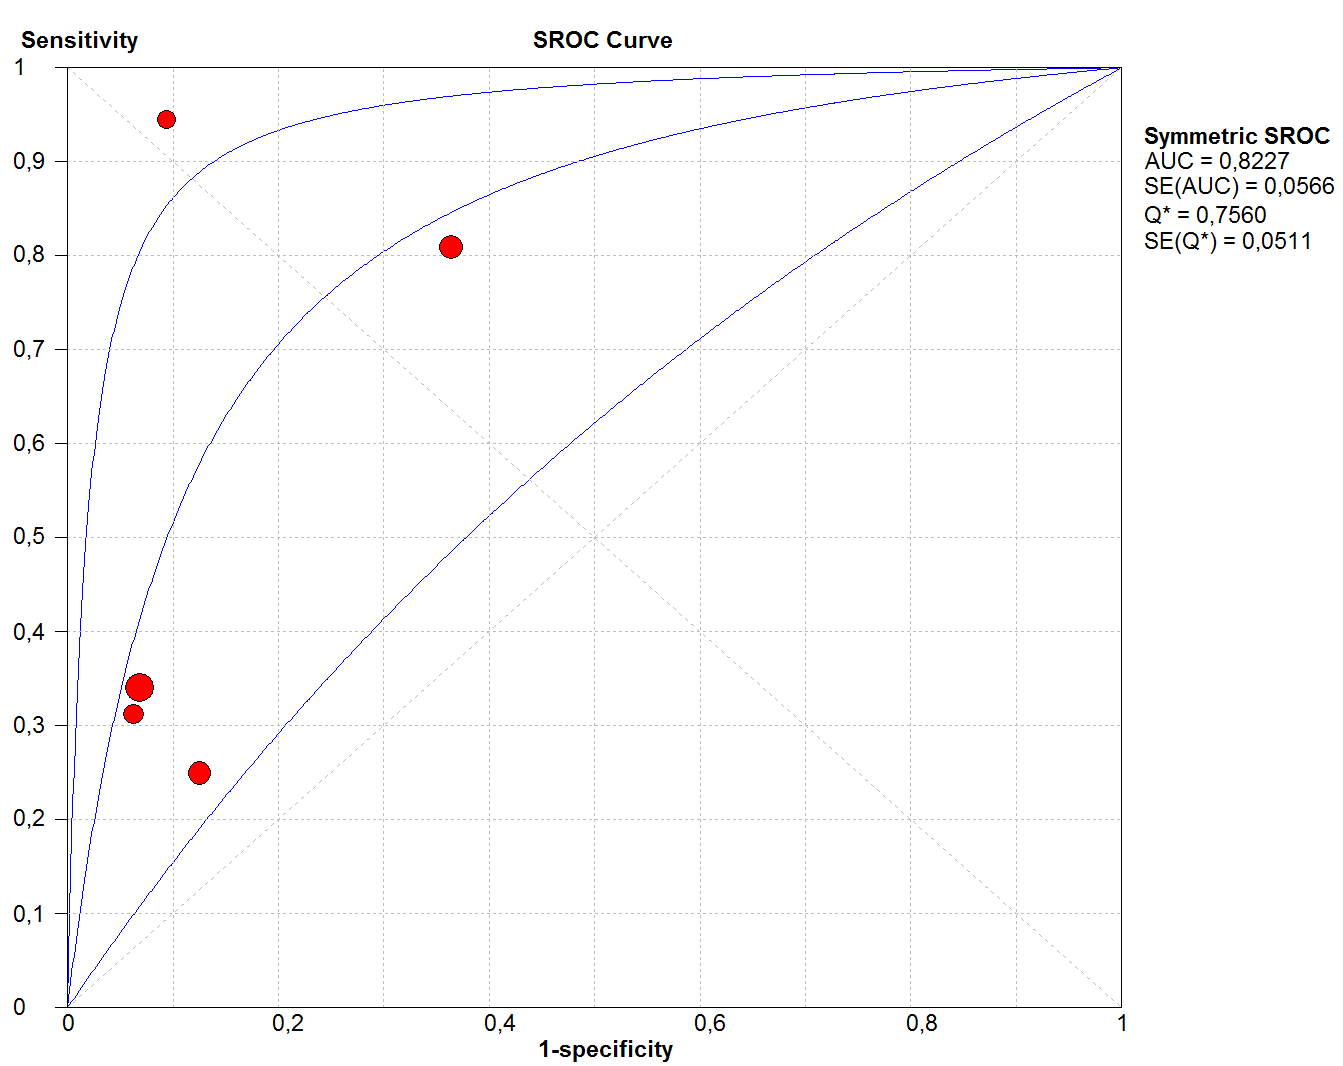 Sensitivity
SROC Curve
1
0,9
0,8
0,7
0,6
0,5
0,4
0,3
0,2
0,1
0
0 0,2 0,4 0,6 0,8 1
1-specificity
Symmetric SROC
AUC = 0,8227
SE(AUC) = 0,0566
Q* = 0,7560
SE(Q*) = 0,0511